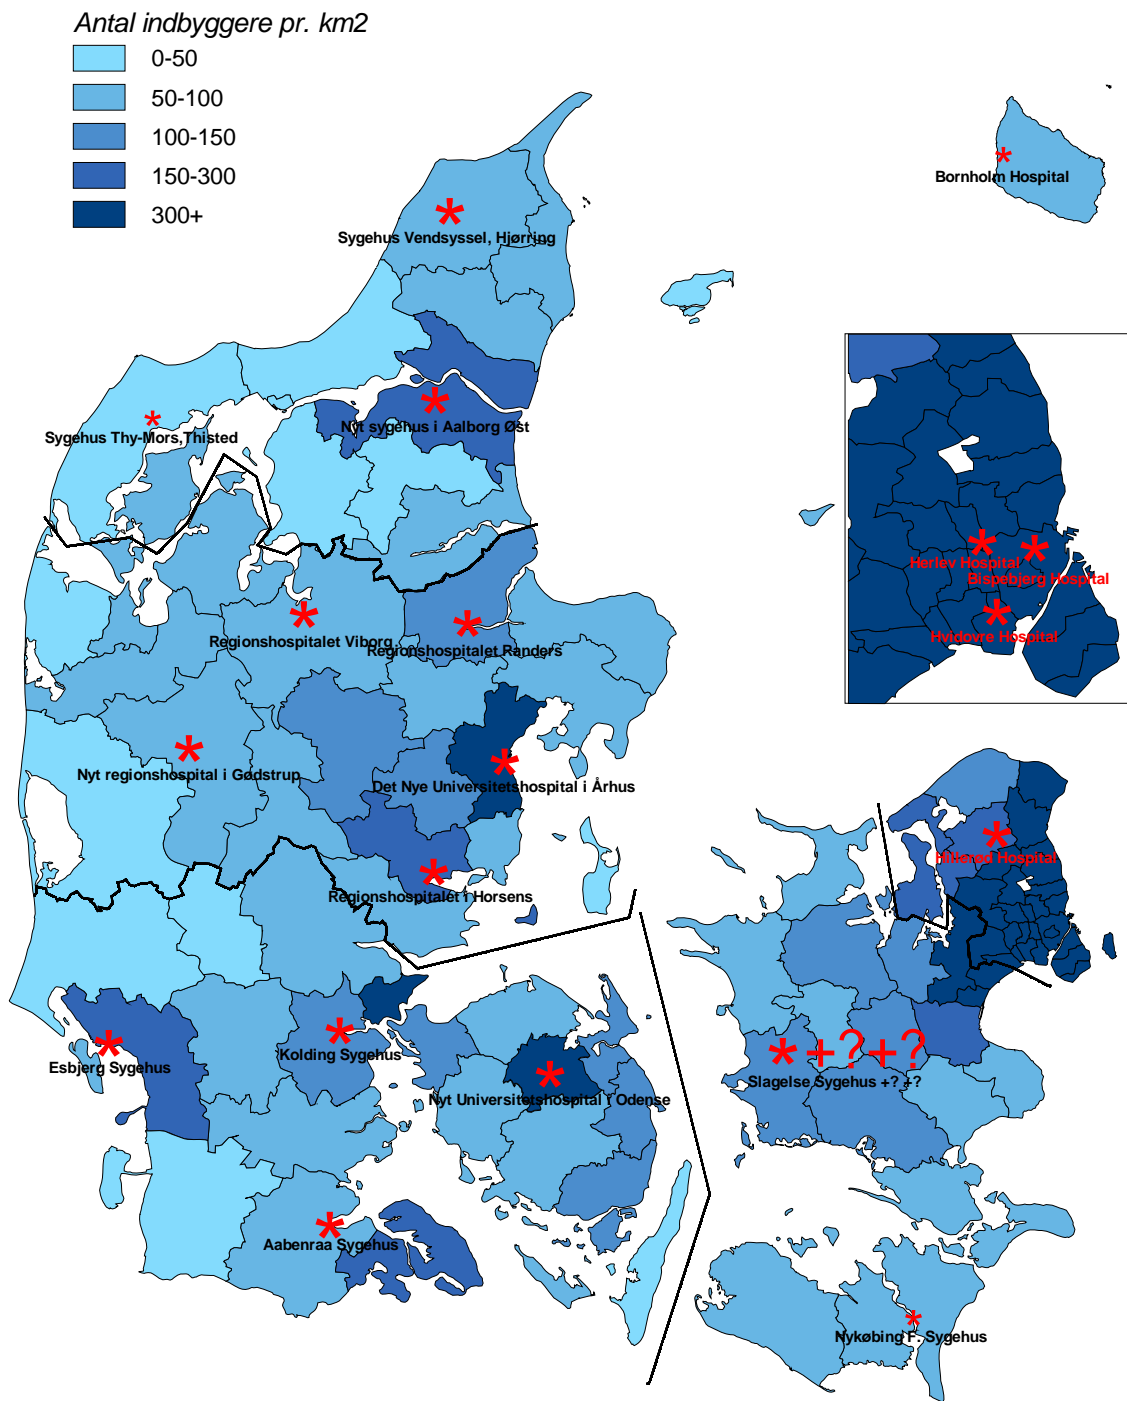 Antal indbyggere pr. km2
0-50
50-100
100-150
150-300
300+
Bornholm Hospital
Sygehus Vendsyssel, Hjørring
Nyt sygehus i Aalborg Øst
Sygehus Thy-Mors,Thisted
Herlev Hospital
Bispebjerg Hospital
Hvidovre Hospital
Regionshospitalet Viborg
Regionshospitalet Randers
Nyt regionshospital i Gødstrup
Det Nye Universitetshospital i Århus
Hillerød Hospital
Regionshospitalet i Horsens
+?+?
Kolding Sygehus
Esbjerg Sygehus
Slagelse Sygehus +? +?
Nyt Universitetshospital i Odense
Aabenraa Sygehus
Nykøbing F. Sygehus